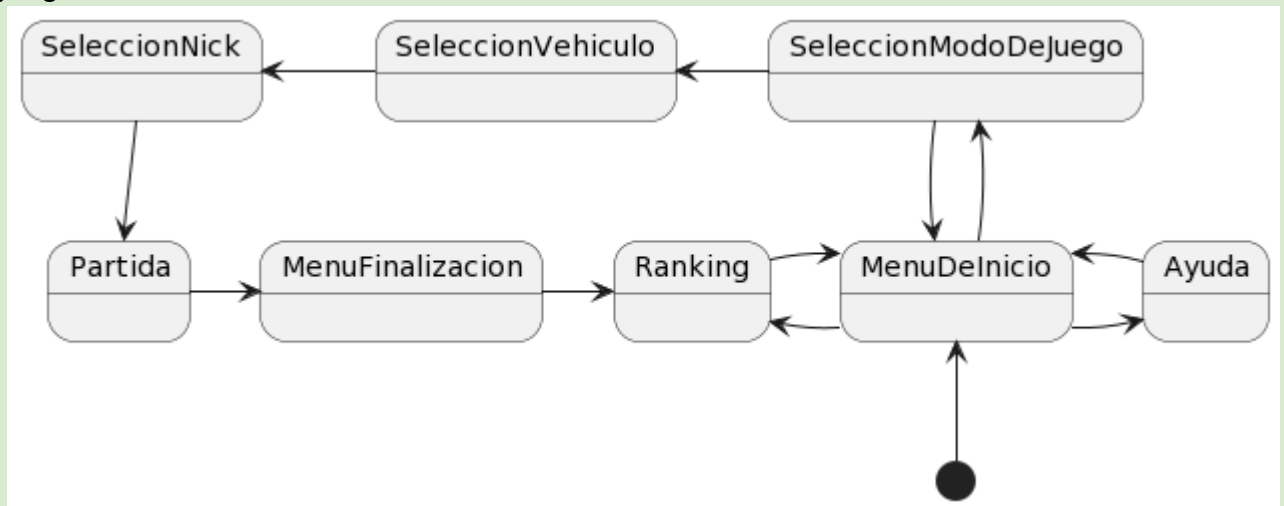 SeleccionNick
SeleccionVehiculo
SeleccionModoDeJuego
Partida
MenuFinalizacion
Ranking
MenuDeInicio
Ayuda